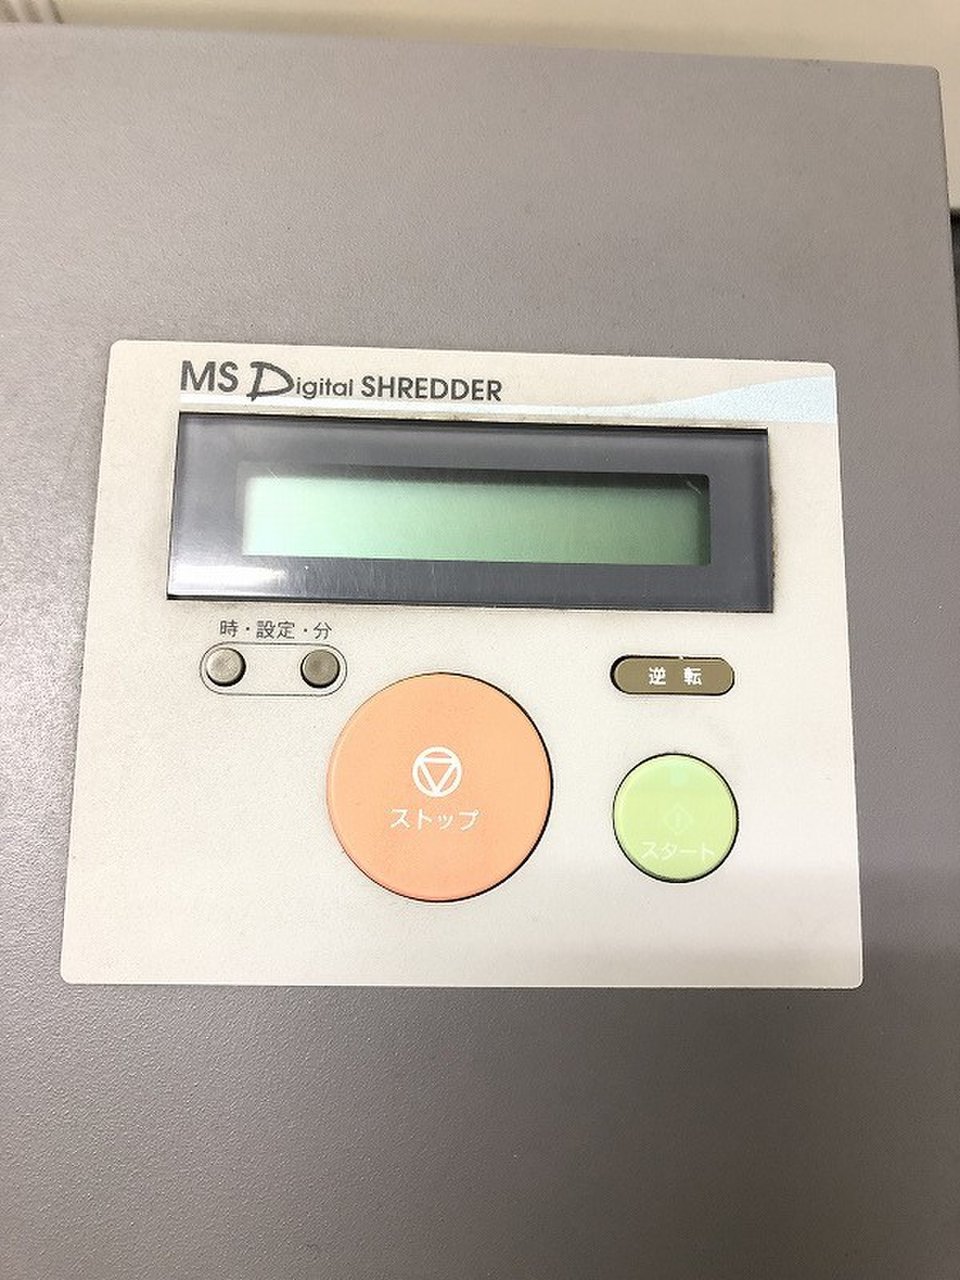 MS Digital SHREDDER
時・設定・分
逆 転
ストップ
スタート